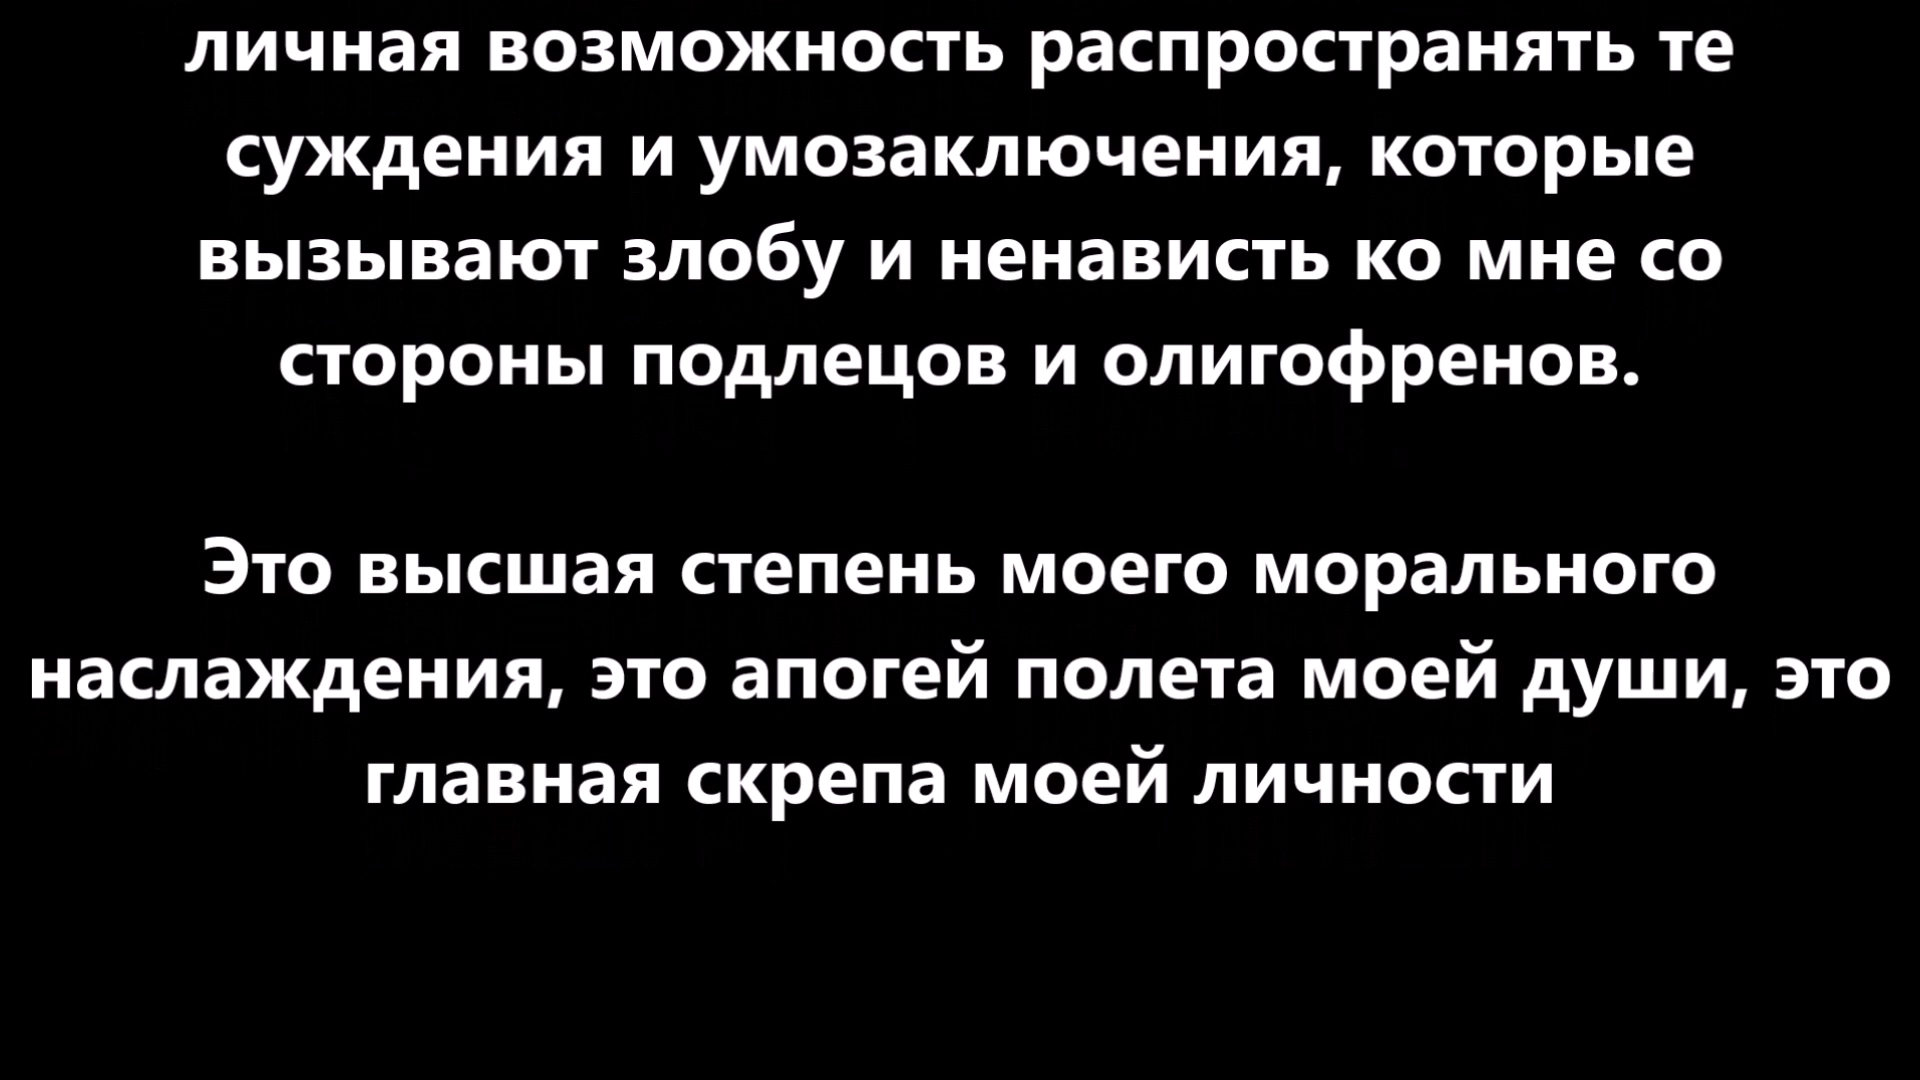 личная возможность распространять те
суждения и умозаключения, которые
вызывают злобу и ненависть ко мне со
стороны подлецов и олигофренов.
Это высшая степень моего морального
наслаждения, это апогей полета моей души, это
главная скрепа моей личности